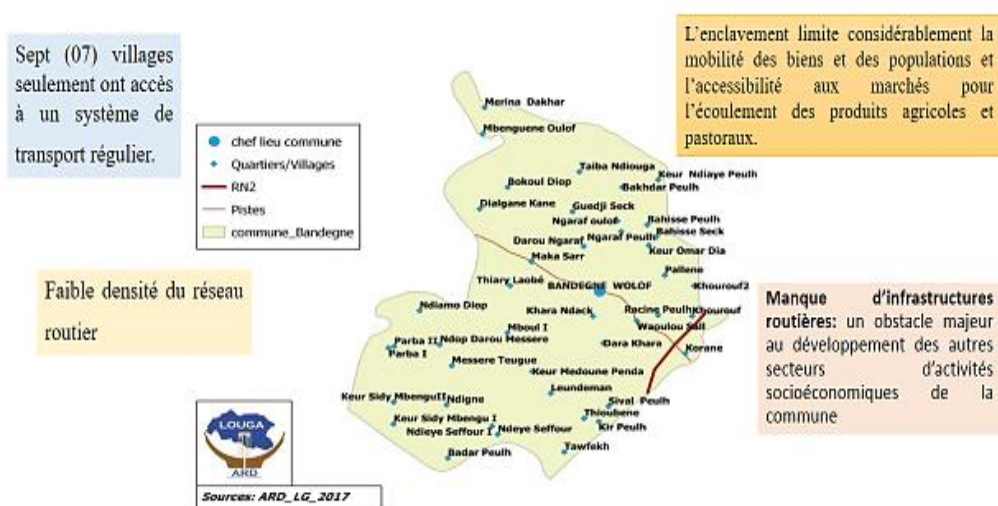 Sept (07) villages
seulement ont accès
à un système de
transport régulier.
L'enclavement limite considérablement la
mobilité des biens et des populations et
l'accessibilité aux marchés pour
l'écoulement des produits agricoles et
pastoraux.
chef lieu commune
Quartiers/Villages
RN2
Pistes
commune_Bandegne
Merina Dakhar
Mbenguene Oulof
Taiba Ndiouga
Keur Ndiaye Peulh
Bokoul Diop
Bakhdar Peulh
Dialgane Kane
Guedji Seck
Ngaraf oulof
Bahisse Peulh
Bahisse Seck
Darou Ngaraf
Ngaraf Peulh
Keur Omar Dia
Maka Sarr
Pallene
Thiary Laobé
BANDEGNE WOLOF
Khourouf2
Faible densité du réseau
routier
Ndiamo Diop
Khara Ndack
Racine Peulh
Khourouf
Wapulou Sall
Mboul I
Parba II
Ndop Darou Messere
Dara Khara
Korane
Parba I
Messere Teugue
Keur Medoune Penda
Leundeman
Keur Sidy MbenguII
Ndigne
Sival Peulh
Thioubene
Keur Sidy Mbengu I
Kir Peulh
Ndieye Seffour I
Ndeye Seffour
Badar Peulh
Tawfekh
Manque d'infrastructures
routières: un obstacle majeur
au développement des autres
secteurs d'activités
socioéconomiques de la
commune
LOUGA
ARD
Sources: ARD_LG_2017